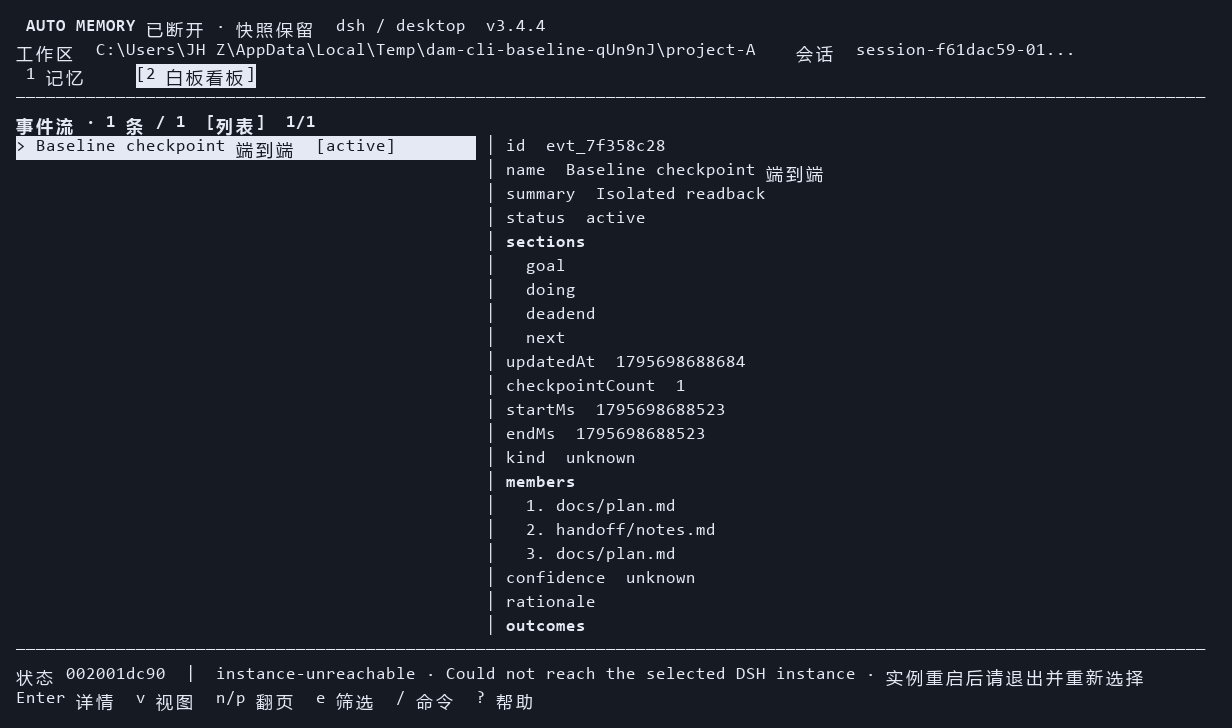 AUTO MEMORY 已断开 · 快照保留 dsh / desktop v3.4.4
工作区 C:\Users\JH Z\AppData\Local\Temp\dam-cli-baseline-qUn9nJ\project-A 会话 session-f61dac59-01...
1 记忆 [2 白板看板]
事件流 · 1 条 / 1 [列表] 1/1
> Baseline checkpoint 端到端 [active]
id evt_7f358c28
name Baseline checkpoint 端到端
summary Isolated readback
status active
sections
goal
doing
deadend
next
updatedAt 1795698688684
checkpointCount 1
startMs 1795698688523
endMs 1795698688523
kind unknown
members
1. docs/plan.md
2. handoff/notes.md
3. docs/plan.md
confidence unknown
rationale
outcomes
状态 002001dc90 │ instance-unreachable · Could not reach the selected DSH instance · 实例重启后请退出并重新选择
Enter 详情 v 视图 n/p 翻页 e 筛选 / 命令 ? 帮助